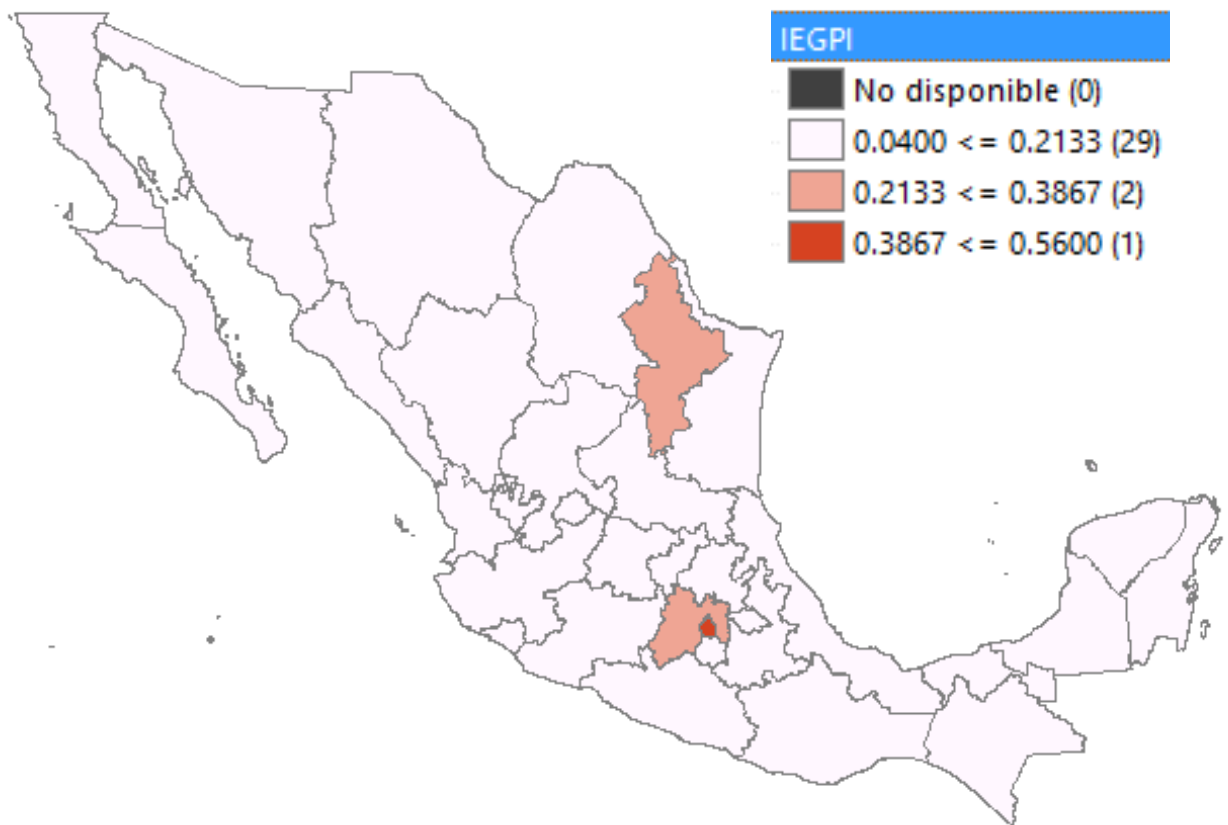 IEGPI
No disponible (0)
0.0400 <= 0.2133 (29)
0.2133 <= 0.3867 (2)
0.3867 <= 0.5600 (1)